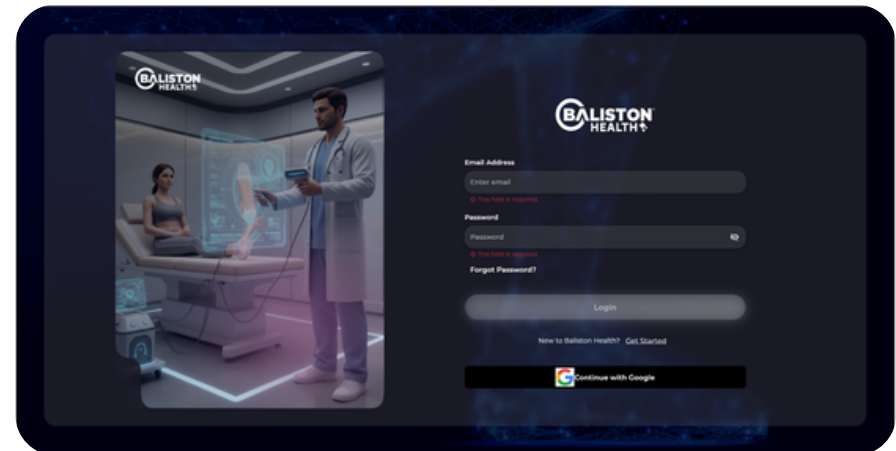 BALISTON
HEALTH
BALISTON
HEALTH
Email Address
Enter email
This field is required
Password
Password
This field is required
Forgot Password?
Login
New to Baliston Health? Get Started
Continue with Google